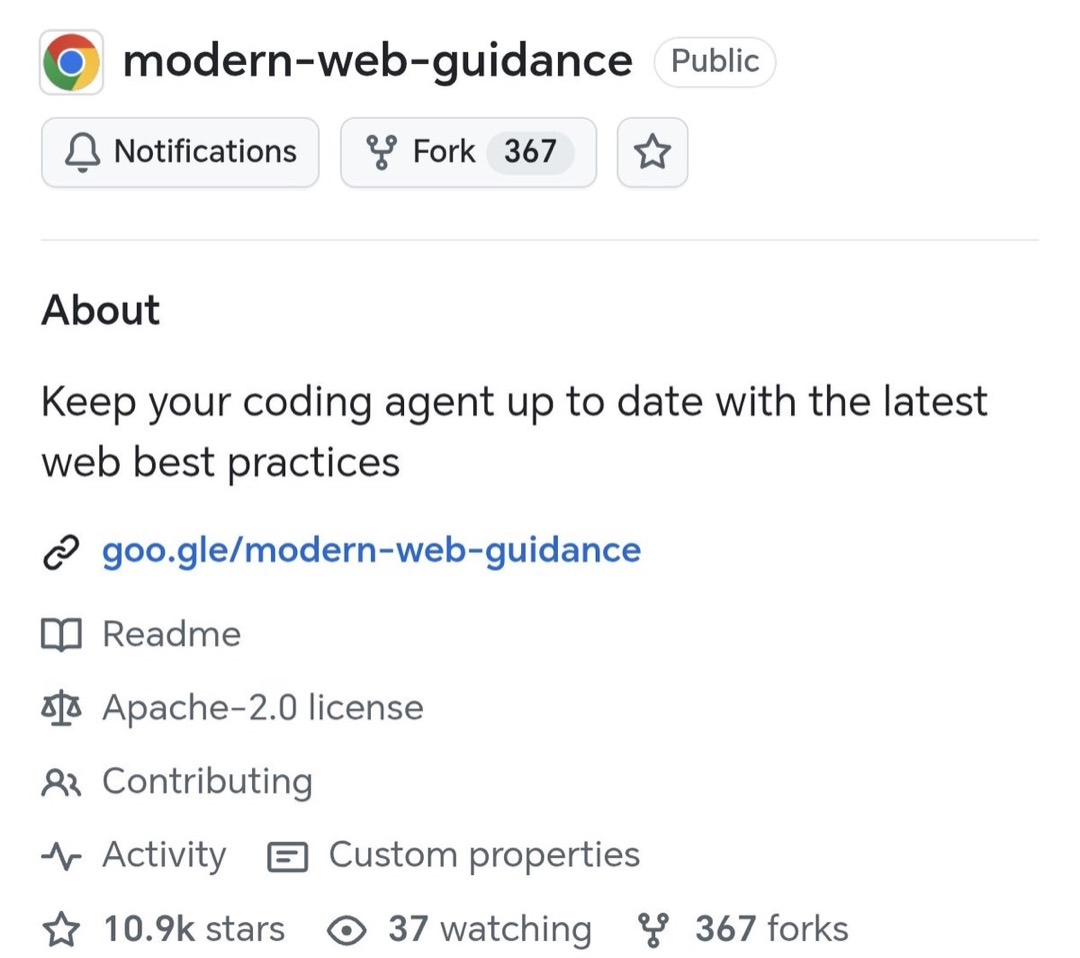 modern-web-guidance Public
Notifications Fork 367
About
Keep your coding agent up to date with the latest
web best practices
goo.gle/modern-web-guidance
Readme
Apache-2.0 license
Contributing
Activity Custom properties
10.9k stars 37 watching 367 forks